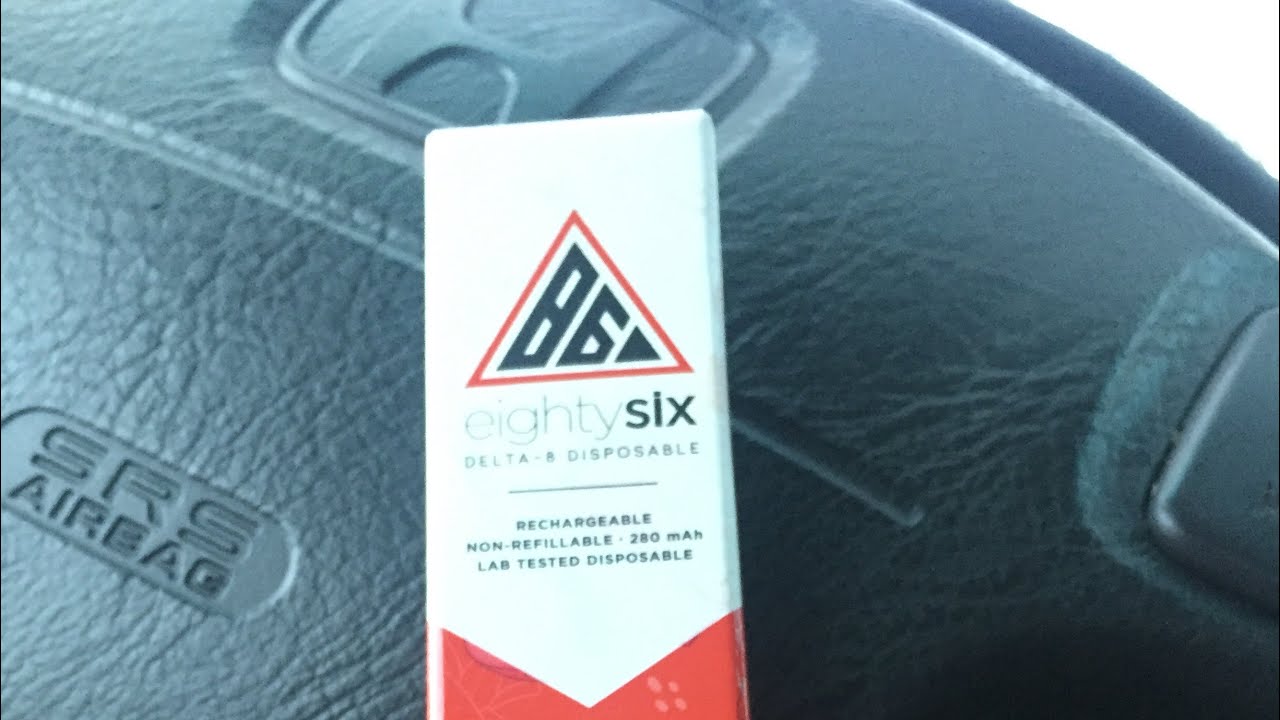 86
eightysix
DELTA-8 DISPOSABLE
RECHARGEABLE
NON-REFILLABLE · 280 mAh
LAB TESTED DISPOSABLE
SRS
AIRBAG